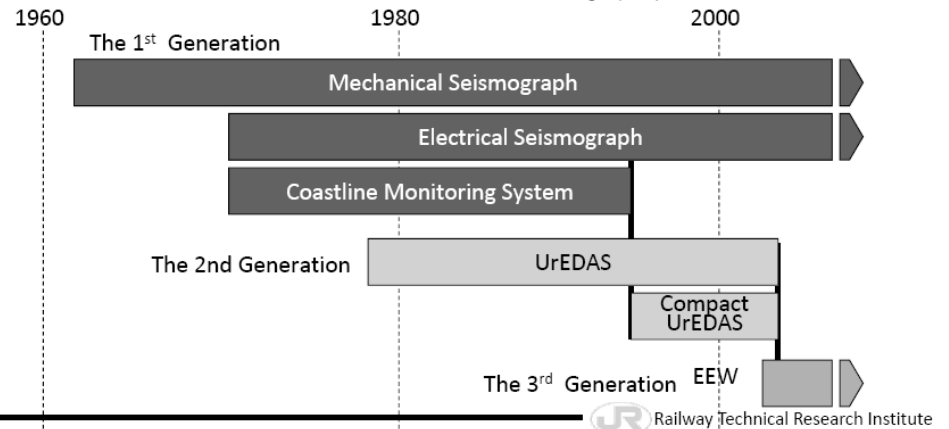 1960 1980 2000
The 1st Generation
Mechanical Seismograph
Electrical Seismograph
Coastline Monitoring System
The 2nd Generation
UrEDAS
Compact
UrEDAS
The 3rd Generation
EEW
JR Railway Technical Research Institute